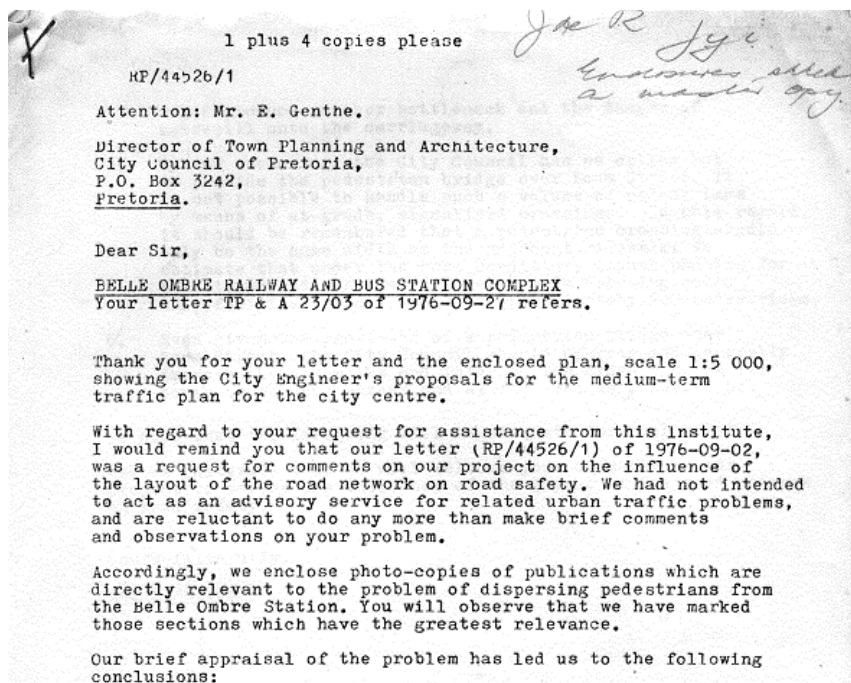 1 plus 4 copies please
Joe R
fyi.
Enclosures
a master copy.
RP/44526/1
Attention: Mr. E. Genthe.
Director of Town Planning and Architecture,
City Council of Pretoria,
P.O. Box 3242,
Pretoria.
Dear Sir,
BELLE OMBRE RAILWAY AND BUS STATION COMPLEX
Your letter TP & A 23/03 of 1976-09-27 refers.
Thank you for your letter and the enclosed plan, scale 1:5 000,
showing the City Engineer's proposals for the medium-term
traffic plan for the city centre.
With regard to your request for assistance from this Institute,
I would remind you that our letter (RP/44526/1) of 1976-09-02,
was a request for comments on our project on the influence of
the layout of the road network on road safety. We had not intended
to act as an advisory service for related urban traffic problems,
and are reluctant to do any more than make brief comments
and observations on your problem.
Accordingly, we enclose photo-copies of publications which are
directly relevant to the problem of dispersing pedestrians from
the Belle Ombre Station. You will observe that we have marked
those sections which have the greatest relevance.
Our brief appraisal of the problem has led us to the following
conclusions: